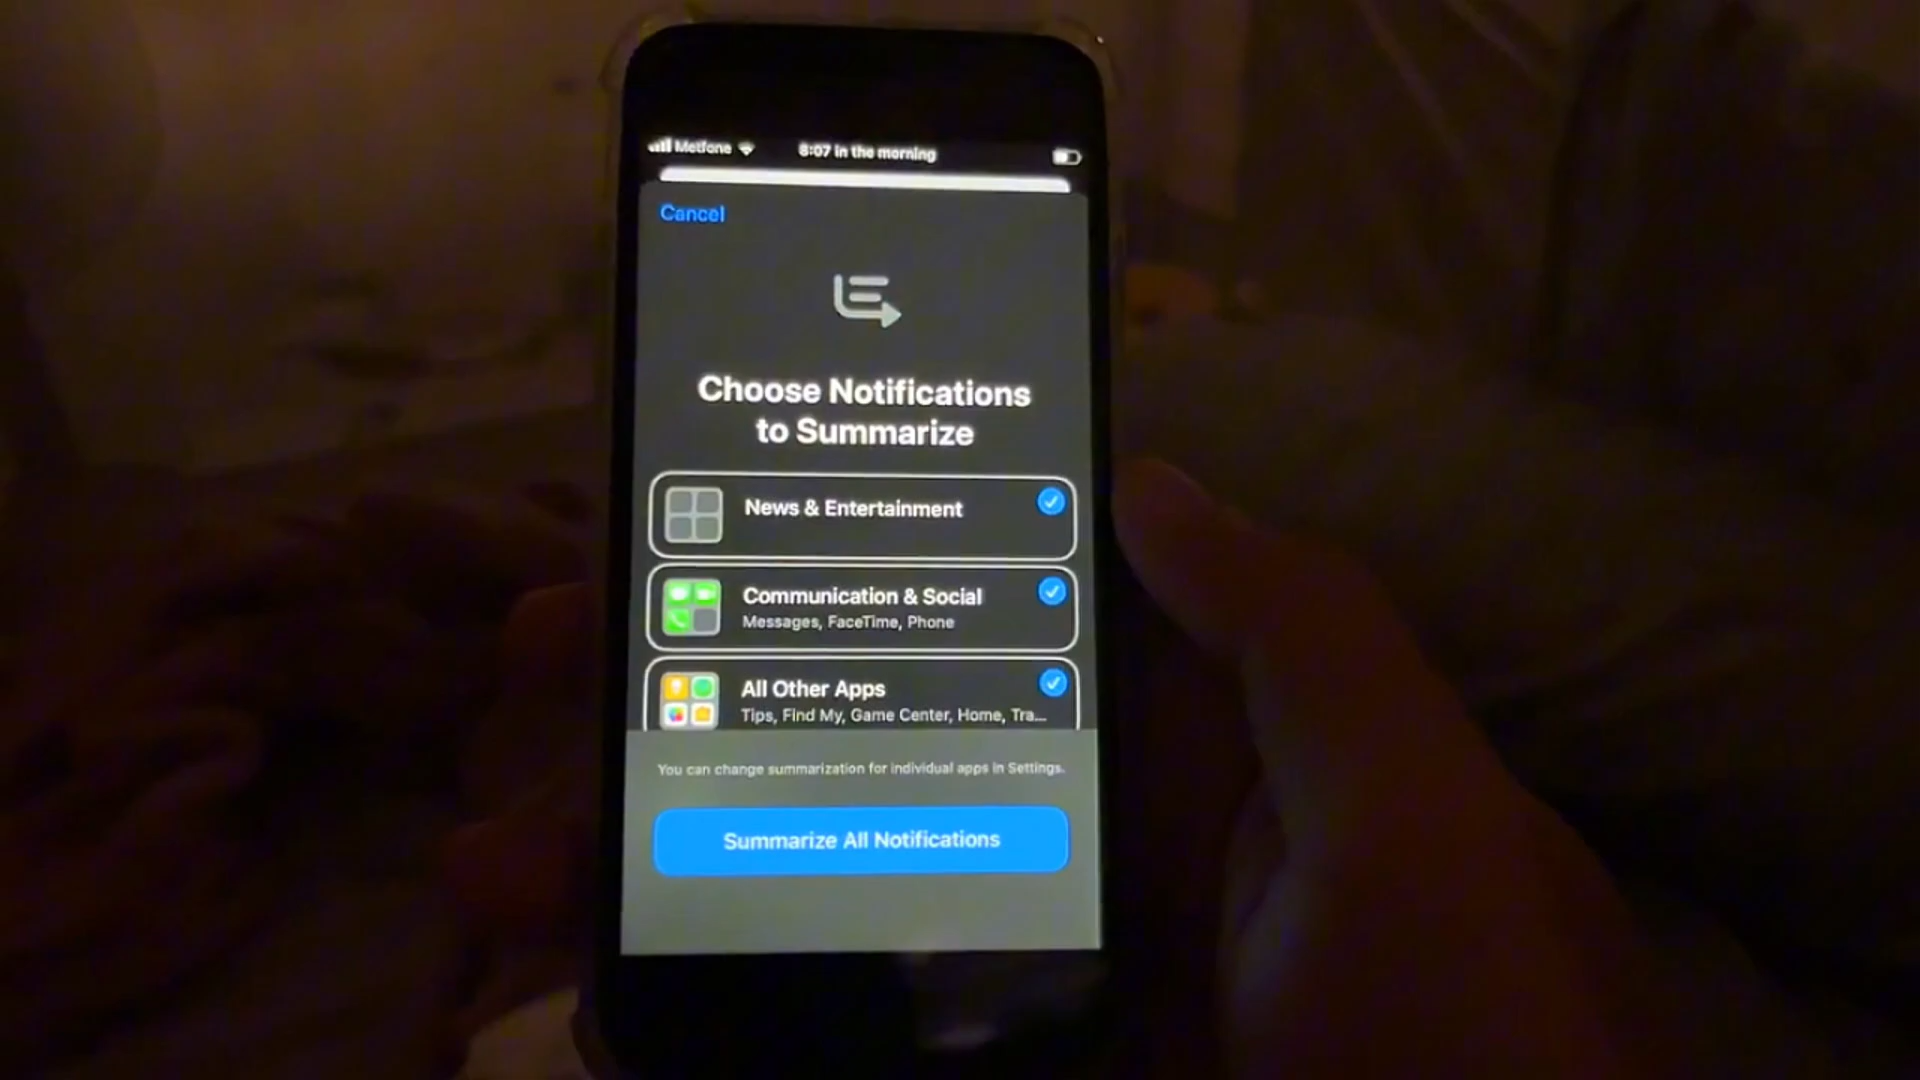 Metfone 8:07 in the morning
Cancel
Choose Notifications
to Summarize
News & Entertainment
Communication & Social
Messages, FaceTime, Phone
All Other Apps
Tips, Find My, Game Center, Home, Tra...
You can change summarization for individual apps in Settings.
Summarize All Notifications